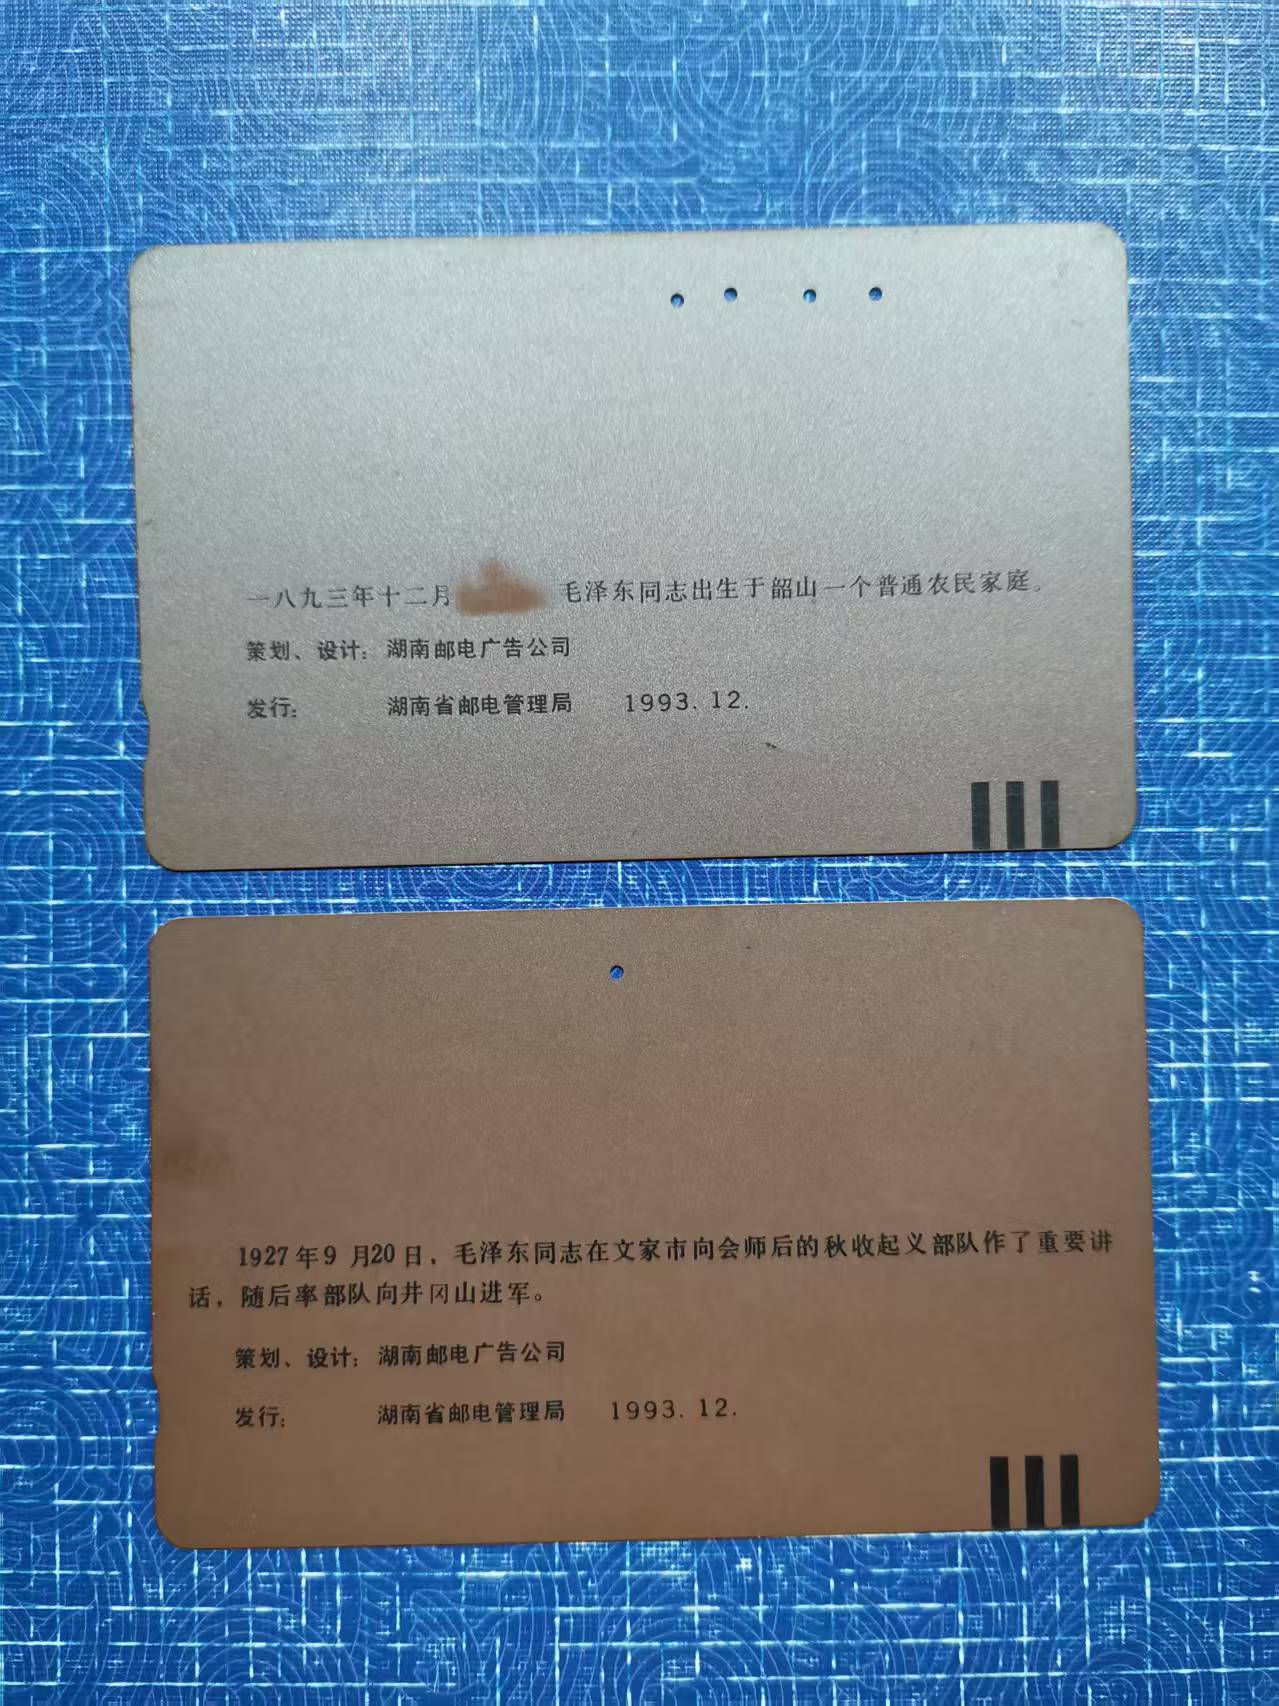 一八九三年十二月 毛泽东同志出生于韶山一个普通农民家庭。
策划、设计：湖南邮电广告公司
发行： 湖南省邮电管理局 1993.12.
1927年9月20日，毛泽东同志在文家市向会师后的秋收起义部队作了重要讲
话，随后率部队向井冈山进军。
策划、设计：湖南邮电广告公司
发行： 湖南省邮电管理局 1993.12.